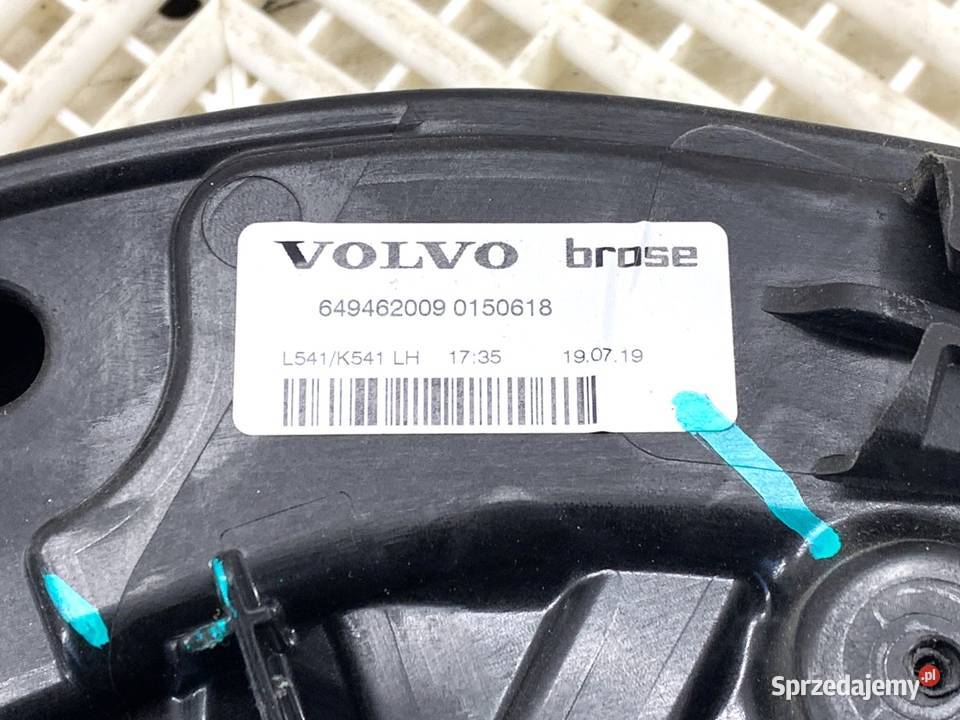 VOLVO brose
649462009 0150618
L541/K541 LH 17:35 19.07.19
Sprzedajemy.pl